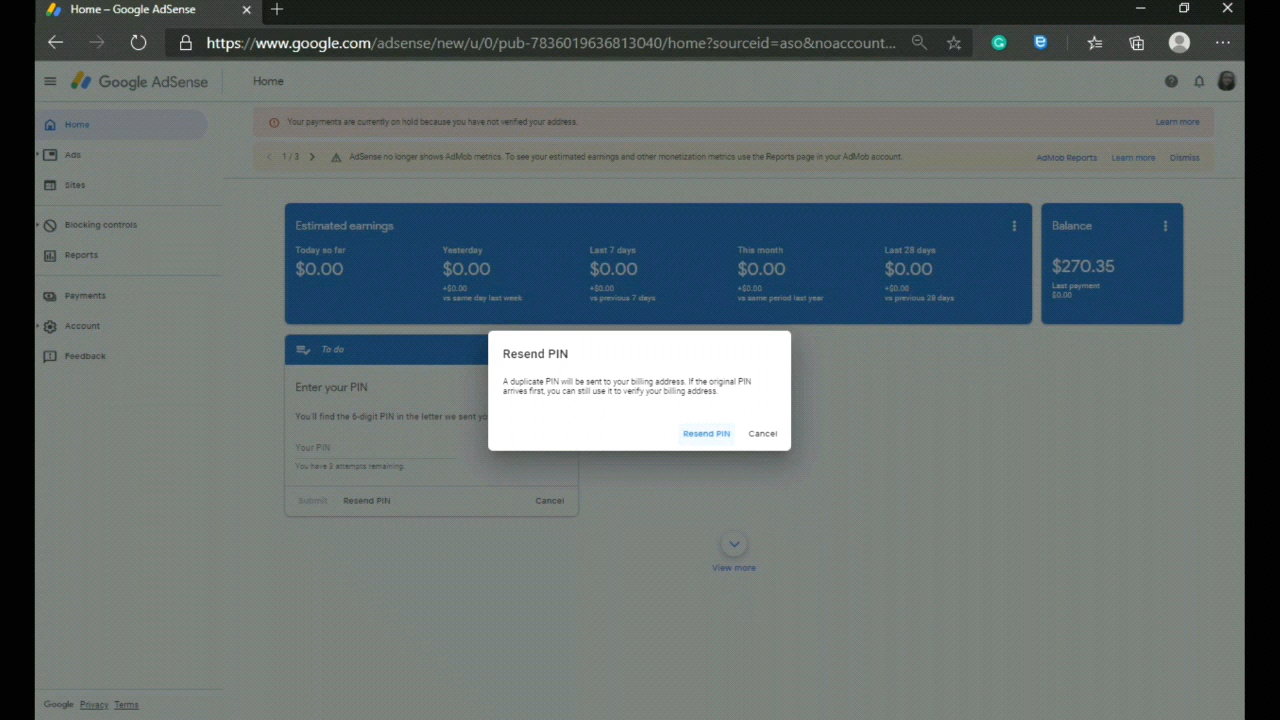 Home – Google AdSense
https://www.google.com/adsense/new/u/0/pub-7836019636813040/home?sourceid=aso&noaccount...
Google AdSense
Home
Home
Ads
Sites
Blocking controls
Reports
Payments
Account
Feedback
Your payments are currently on hold because you have not verified your address.
Learn more
1 / 3
AdSense no longer shows AdMob metrics. To see your estimated earnings and other monetization metrics use the Reports page in your AdMob account.
AdMob Reports Learn more Dismiss
Estimated earnings
Today so far
$0.00
Yesterday
$0.00
+$0.00
vs same day last week
Last 7 days
$0.00
+$0.00
vs previous 7 days
This month
$0.00
+$0.00
vs same period last year
Last 28 days
$0.00
+$0.00
vs previous 28 days
Balance
$270.35
Last payment
$0.00
To do
Enter your PIN
You'll find the 6-digit PIN in the letter we sent yo
Your PIN
You have 3 attempts remaining.
Submit Resend PIN Cancel
Resend PIN
A duplicate PIN will be sent to your billing address. If the original PIN
arrives first, you can still use it to verify your billing address.
Resend PIN Cancel
View more
Google Privacy Terms